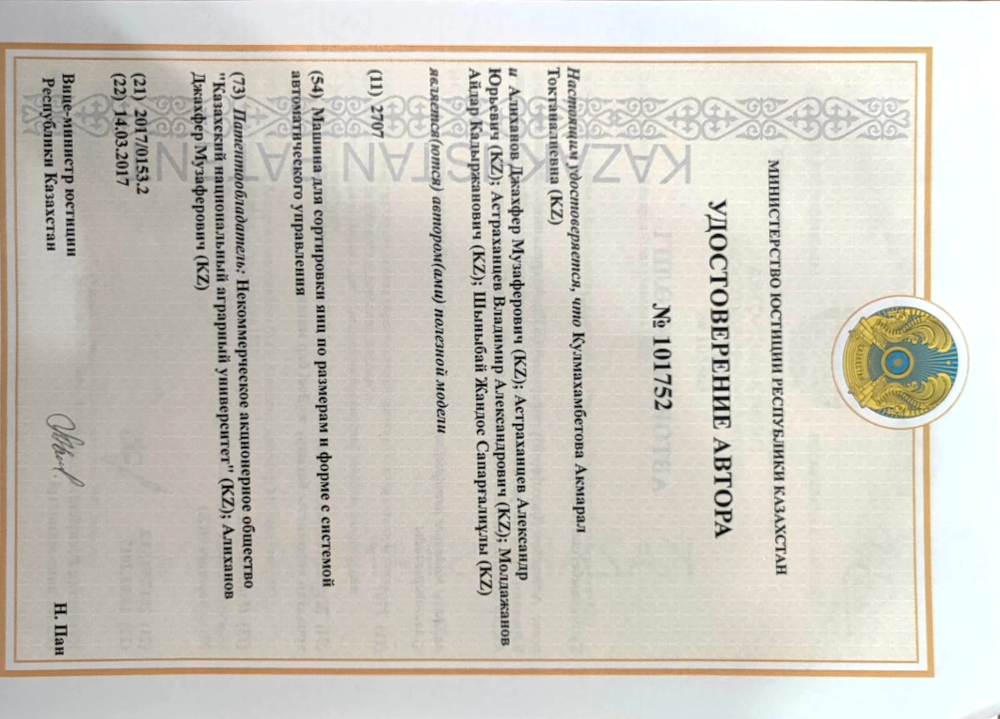 МИНИСТЕРСТВО ЮСТИЦИИ РЕСПУБЛИКИ КАЗАХСТАН
УДОСТОВЕРЕНИЕ АВТОРА
№ 101752
Настоящим удостоверяется, что Кулмахамбетова Акмарал
Токтаналиевна (KZ)
и Алиханов Джахфер Музаферович (KZ); Астраханцев Александр
Юрьевич (KZ); Астраханцев Владимир Александрович (KZ); Молдажанов
Айдар Кадыржанович (KZ); Шыныбай Жандос Сапарғалиұлы (KZ)
является(ются) автором(ами) полезной модели
(11) 2707
(54) Машина для сортировки яиц по размерам и форме с системой
автоматического управления
(73) Патентообладатель: Некоммерческое акционерное общество
"Казахский национальный аграрный университет" (KZ); Алиханов
Джахфер Музаферович (KZ)
(21) 2017/0153.2
(22) 14.03.2017
Вице-министр юстиции
Республики Казахстан
Н. Пан
KAZAKHSTAN
ҚАЗАҚСТАН